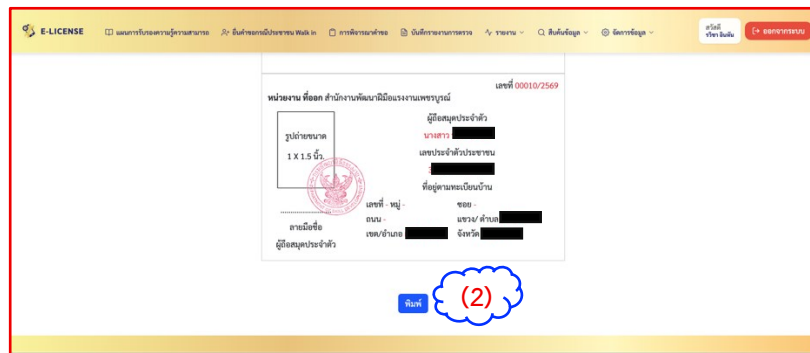 E-LICENSE แผนการรับรองความรู้ความสามารถ ยื่นคำขอกรณีประชาชน Walk in การพิจารณาคำขอ บันทึกรายงานการตรวจ รายงาน สืบค้นข้อมูล จัดการข้อมูล
สวัสดี
ออกจากระบบ
เลขที่ 00010/2569
หน่วยงาน ที่ออก สำนักงานพัฒนาฝีมือแรงงานเพชรบูรณ์
ผู้ถือสมุดประจำตัว
นางสาว
รูปถ่ายขนาด
1 X 1.5 นิ้ว
เลขประจำตัวประชาชน
ที่อยู่ตามทะเบียนบ้าน
เลขที่ - หมู่ - ซอย -
ถนน - แขวง/ ตำบล
เขต/อำเภอ จังหวัด
....................
ลายมือชื่อ
ผู้ถือสมุดประจำตัว
พิมพ์
(2)